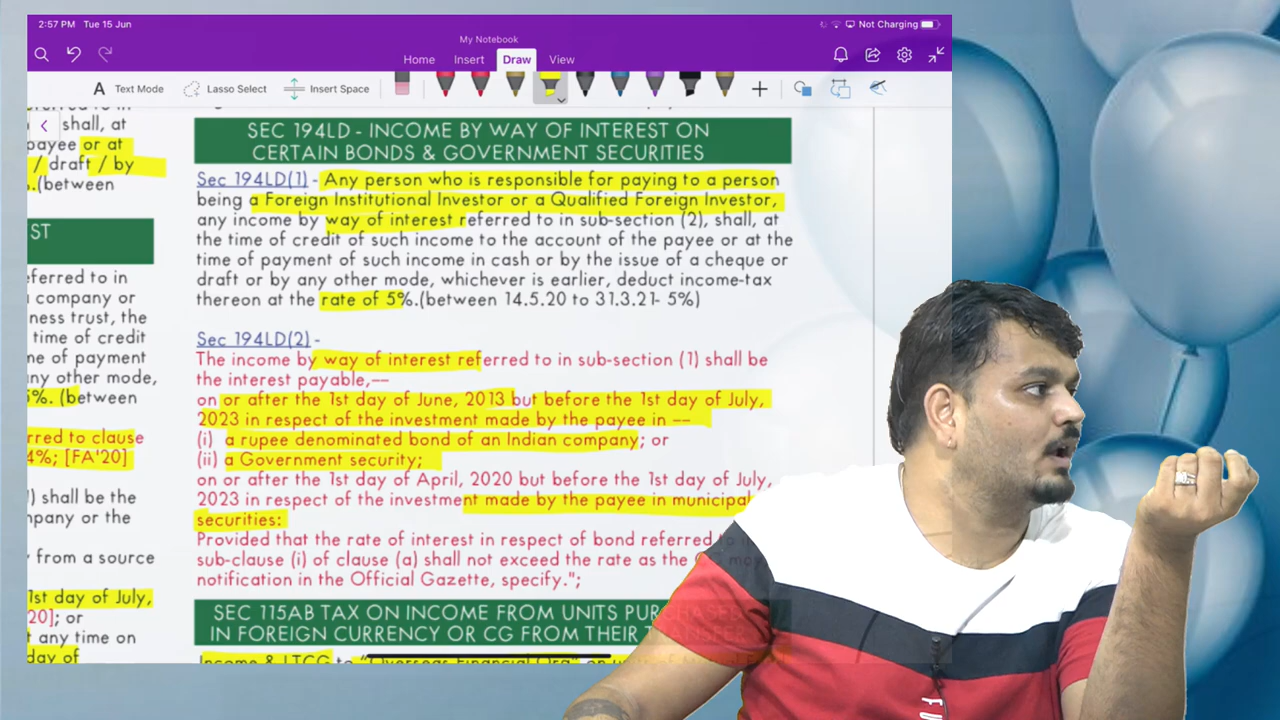 2:57 PM Tue 15 Jun
Not Charging
My Notebook
Home Insert Draw View
Text Mode
Lasso Select
Insert Space
shall, at
payee or at
/ draft / by
.(between
ST
eferred to in
company or
ness trust, the
time of credit
me of payment
any other mode,
5%. (between
rred to clause
4%; [FA'20]
) shall be the
mpany or the
from a source
1st day of July,
20]; or
t any time on
day of
SEC 194LD - INCOME BY WAY OF INTEREST ON
CERTAIN BONDS & GOVERNMENT SECURITIES
Sec 194LD(1) - Any person who is responsible for paying to a person
being a Foreign Institutional Investor or a Qualified Foreign Investor,
any income by way of interest referred to in sub-section (2), shall, at
the time of credit of such income to the account of the payee or at the
time of payment of such income in cash or by the issue of a cheque or
draft or by any other mode, whichever is earlier, deduct income-tax
thereon at the rate of 5%.(between 14.5.20 to 31.3.21- 5%)
Sec 194LD(2) -
The income by way of interest referred to in sub-section (1) shall be
the interest payable,––
on or after the 1st day of June, 2013 but before the 1st day of July,
2023 in respect of the investment made by the payee in ––
(i) a rupee denominated bond of an Indian company; or
(ii) a Government security;
on or after the 1st day of April, 2020 but before the 1st day of July,
2023 in respect of the investment made by the payee in municipal
securities:
Provided that the rate of interest in respect of bond referred
sub-clause (i) of clause (a) shall not exceed the rate as the
notification in the Official Gazette, specify.";
SEC 115AB TAX ON INCOME FROM UNITS PURCHASED
IN FOREIGN CURRENCY OR CG FROM THEIR TRANSFER
Income & LTCG to "Overseas Financial Org"